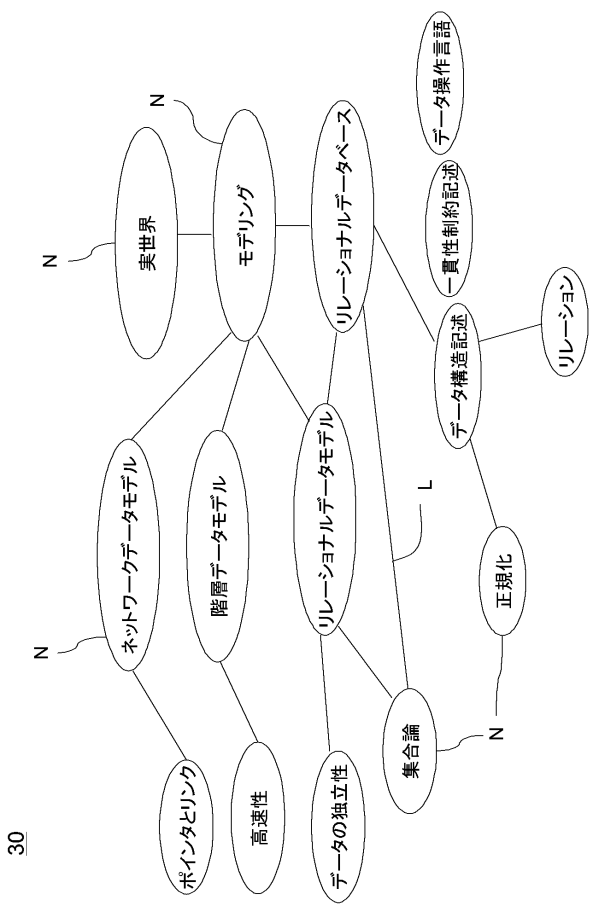 30
N
実世界
N
モデリング
リレーショナルデータベース
データ操作言語
一貫性制約記述
データ構造記述
リレーション
N
ネットワークデータモデル
階層データモデル
リレーショナルデータモデル
L
正規化
N
ポインタとリンク
高速性
データの独立性
集合論